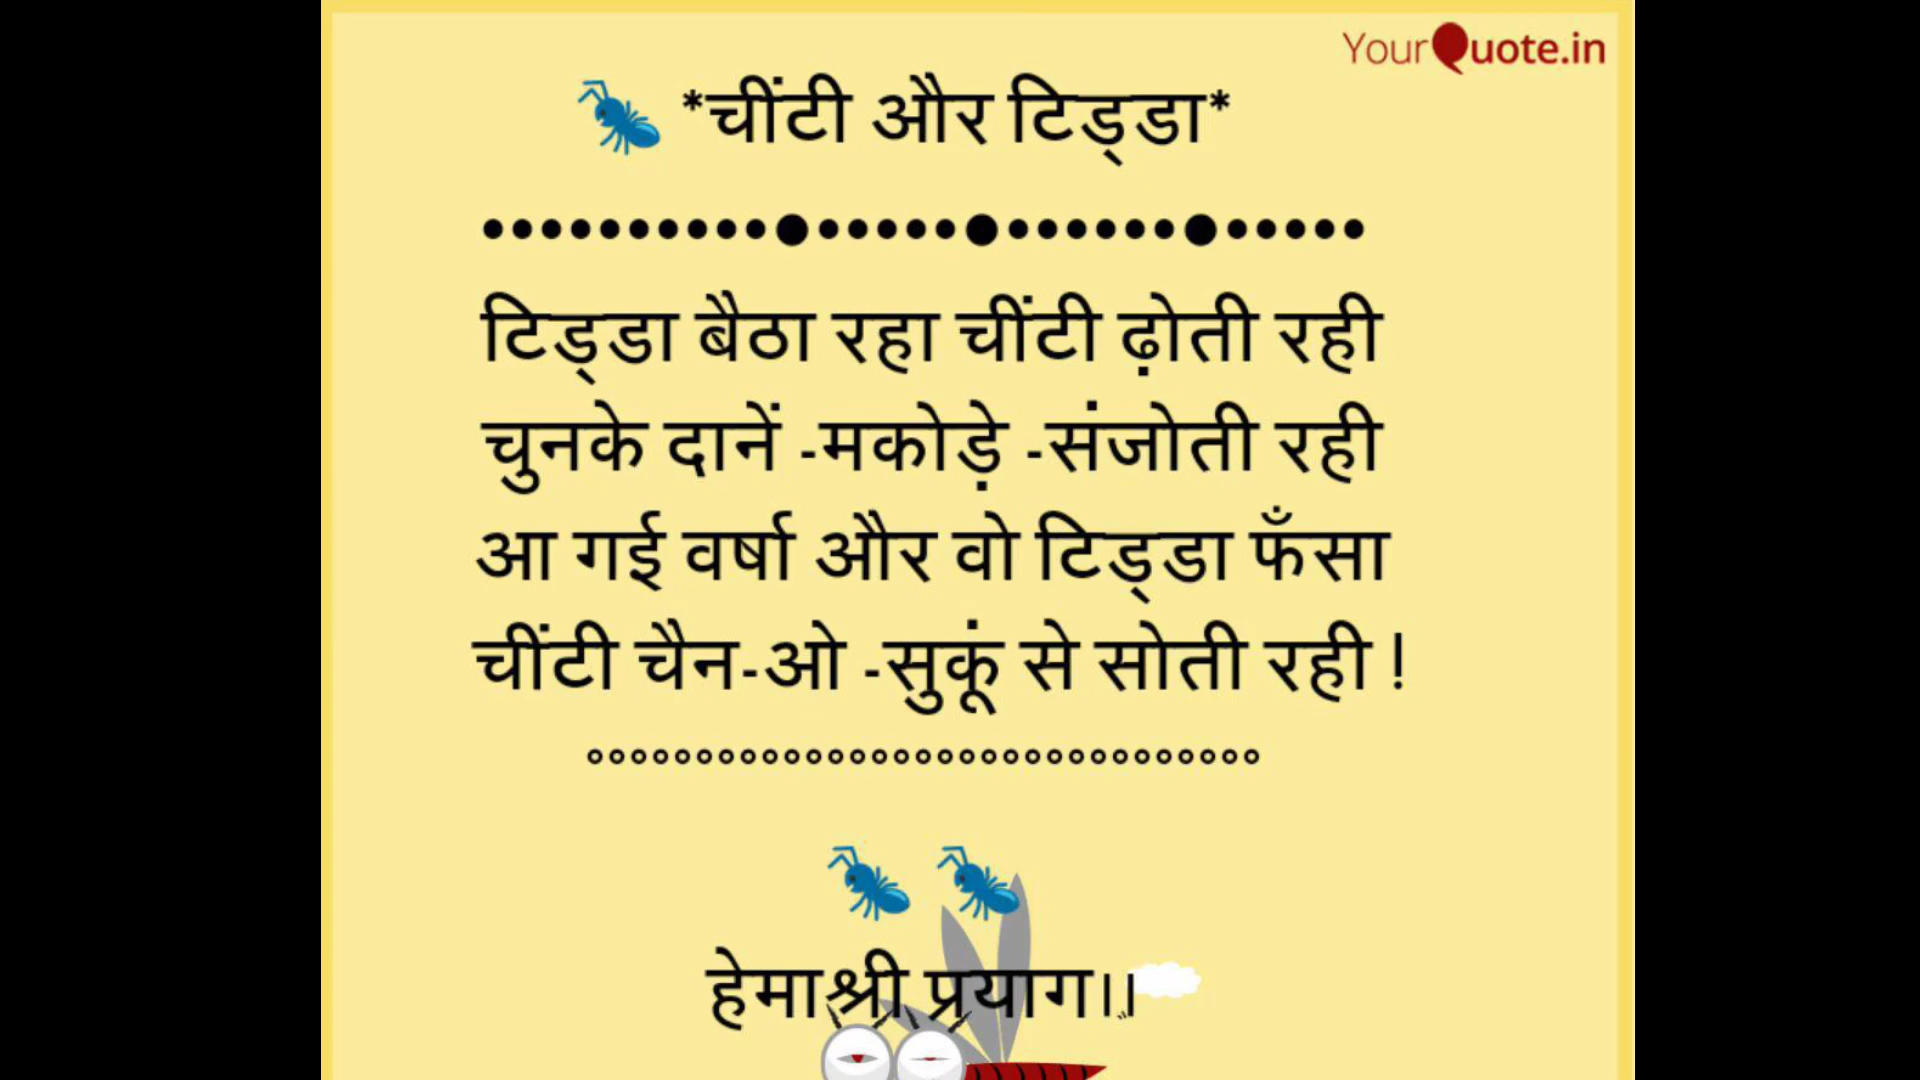 YourQuote.in
🐜 *चींटी और टिड्डा*
••••••••••●•••••●••••••●•••••
टिड्डा बैठा रहा चींटी ढ़ोती रही
चुनके दानें -मकोड़े -संजोती रही
आ गई वर्षा और वो टिड्डा फँसा
चींटी चैन-ओ -सुकूं से सोती रही !
°°°°°°°°°°°°°°°°°°°°°°°°°°°°°°°
🐜 🐜
हेमाश्री प्रयाग।।